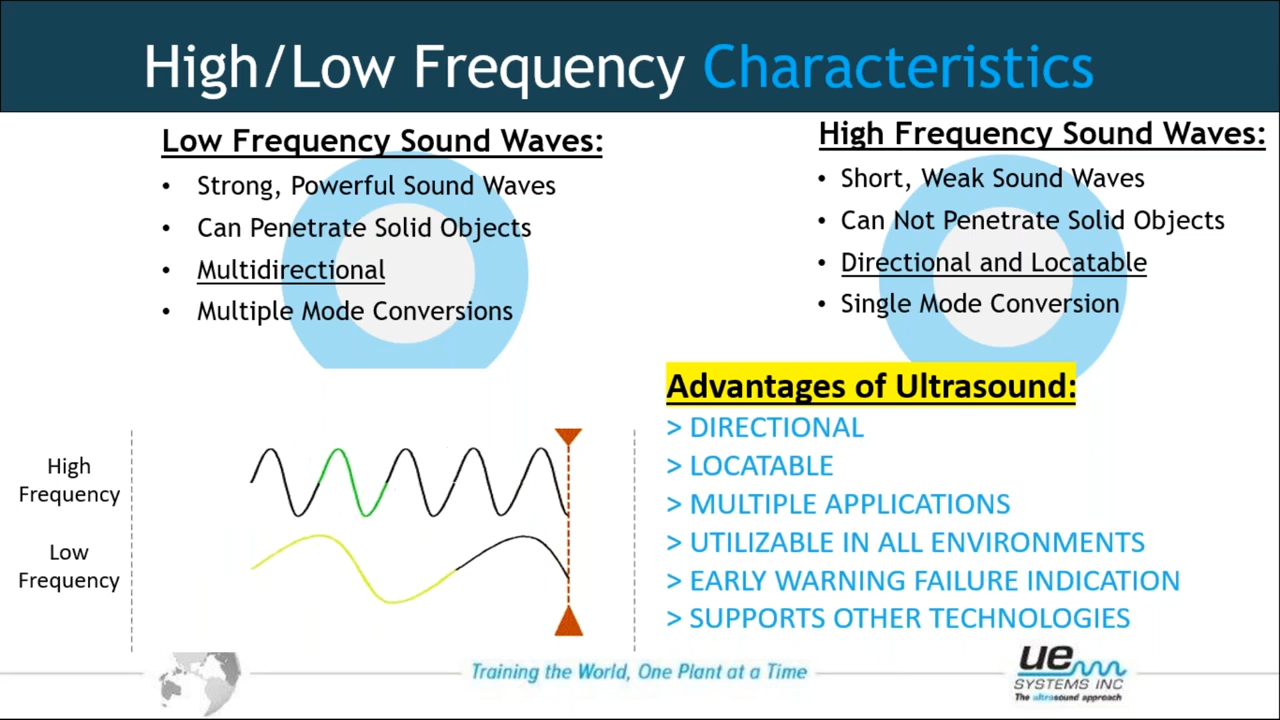 High/Low Frequency Characteristics
Low Frequency Sound Waves:
• Strong, Powerful Sound Waves
• Can Penetrate Solid Objects
• Multidirectional
• Multiple Mode Conversions
High Frequency Sound Waves:
• Short, Weak Sound Waves
• Can Not Penetrate Solid Objects
• Directional and Locatable
• Single Mode Conversion
Advantages of Ultrasound:
> DIRECTIONAL
> LOCATABLE
> MULTIPLE APPLICATIONS
> UTILIZABLE IN ALL ENVIRONMENTS
> EARLY WARNING FAILURE INDICATION
> SUPPORTS OTHER TECHNOLOGIES
High
Frequency
Low
Frequency
Training the World, One Plant at a Time
ue
SYSTEMS INC
The ultrasound approach